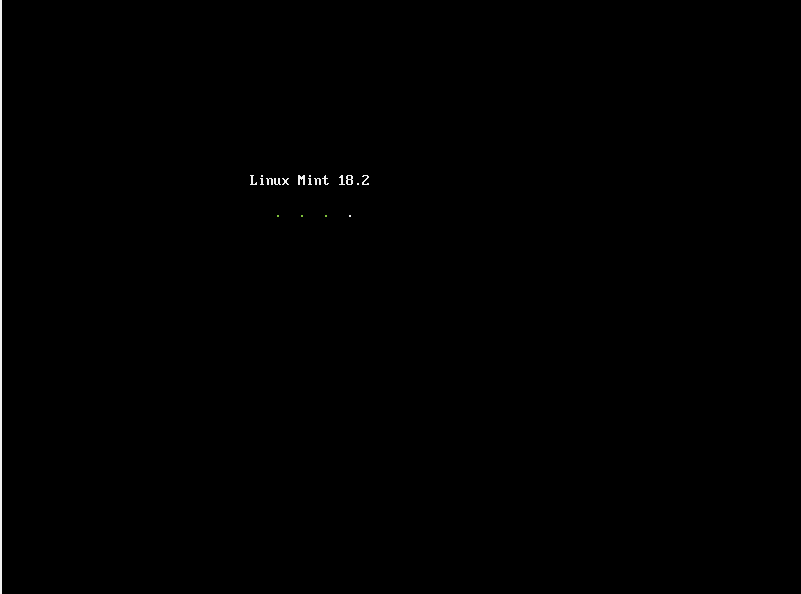 Linux Mint 18.2
. . . .